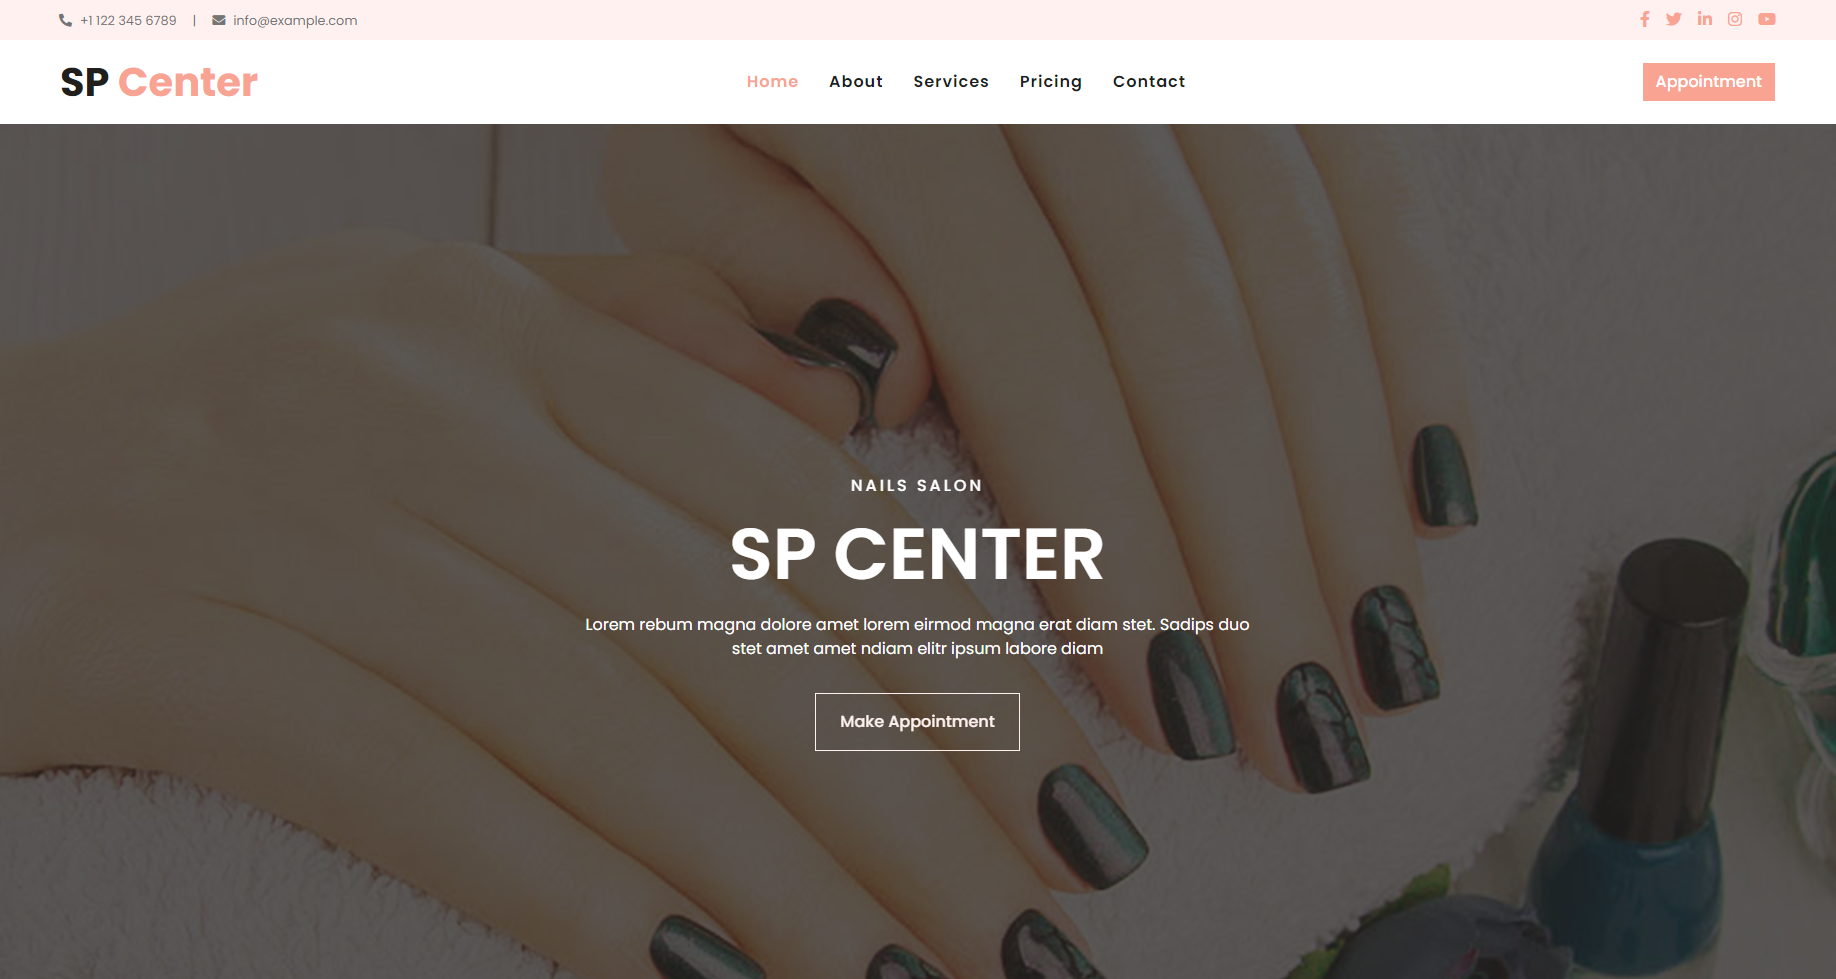 +1 122 345 6789 | info@example.com
SP Center
Home About Services Pricing Contact
Appointment
NAILS SALON
SP CENTER
Lorem rebum magna dolore amet lorem eirmod magna erat diam stet. Sadips duo
stet amet amet ndiam elitr ipsum labore diam
Make Appointment